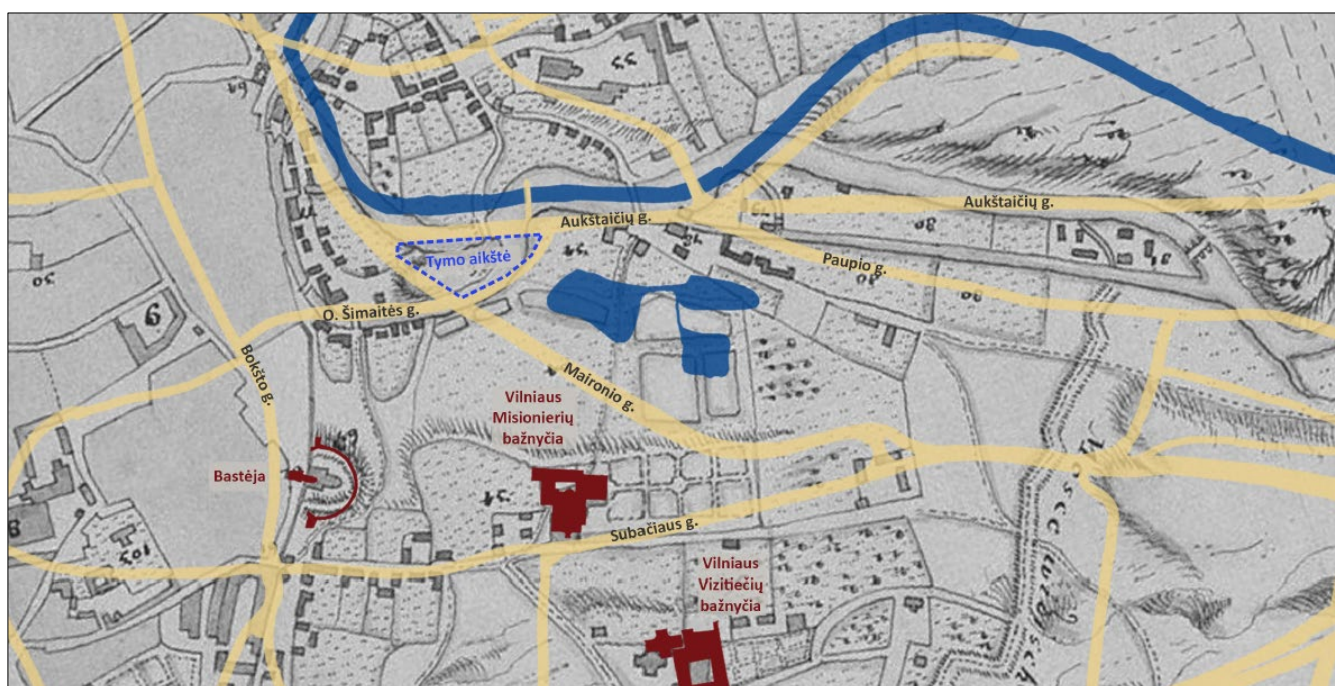 Aukštaičių g.
Aukštaičių g.
Tymo aikštė
Paupio g.
O. Šimaitės g.
Bokšto g.
Maironio g.
Vilniaus
Misionierių
bažnyčia
Bastėja
Subačiaus g.
Vilniaus
Vizitiečių
bažnyčia